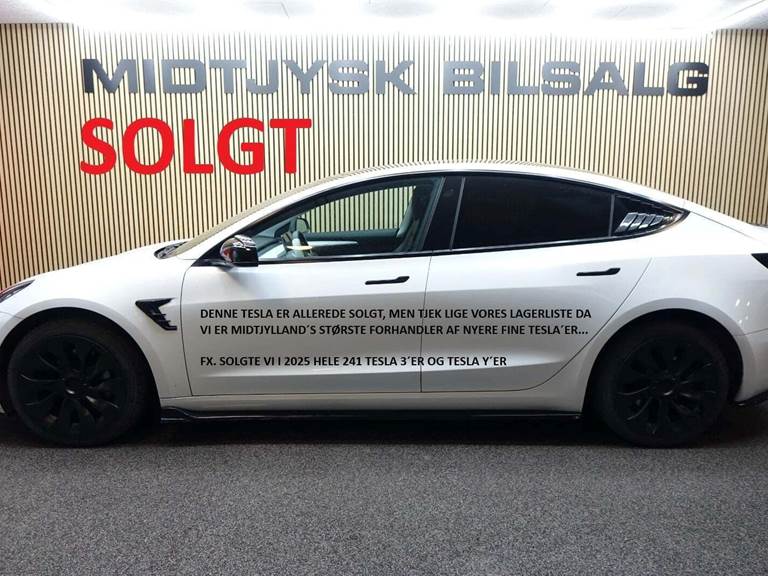 MIDTJYSK BILSALG
SOLGT
DENNE TESLA ER ALLEREDE SOLGT, MEN TJEK LIGE VORES LAGERLISTE DA
VI ER MIDTJYLLAND´S STØRSTE FORHANDLER AF NYERE FINE TESLA´ER...
FX. SOLGTE VI I 2025 HELE 241 TESLA 3´ER OG TESLA Y´ER